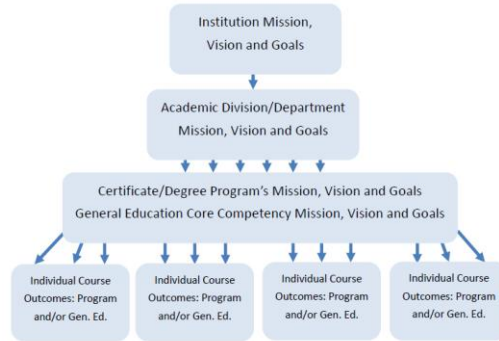 Institution Mission,
Vision and Goals
Academic Division/Department
Mission, Vision and Goals
Certificate/Degree Program's Mission, Vision and Goals
General Education Core Competency Mission, Vision and Goals
Individual Course
Outcomes: Program
and/or Gen. Ed.
Individual Course
Outcomes: Program
and/or Gen. Ed.
Individual Course
Outcomes: Program
and/or Gen. Ed.
Individual Course
Outcomes: Program
and/or Gen. Ed.